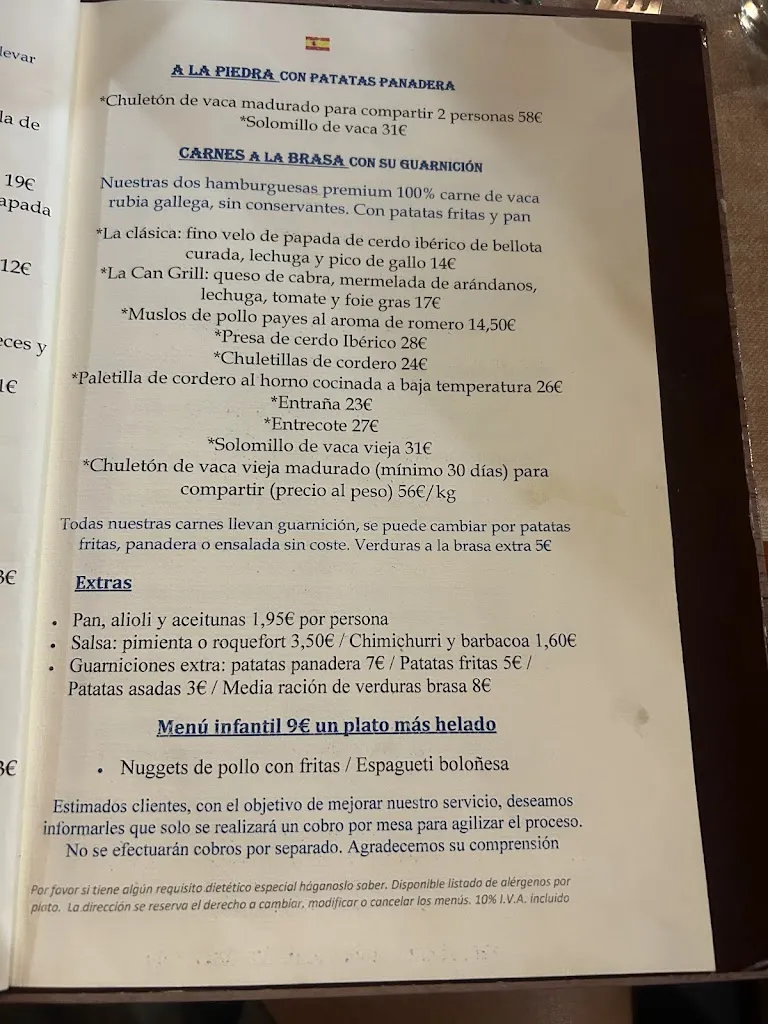 levar
la de
19€
apada
12€
eces y
1€
3€
3€
A LA PIEDRA CON PATATAS PANADERA
*Chuletón de vaca madurado para compartir 2 personas 58€
*Solomillo de vaca 31€
CARNES A LA BRASA CON SU GUARNICIÓN
Nuestras dos hamburguesas premium 100% carne de vaca
rubia gallega, sin conservantes. Con patatas fritas y pan
*La clásica: fino velo de papada de cerdo ibérico de bellota
curada, lechuga y pico de gallo 14€
*La Can Grill: queso de cabra, mermelada de arándanos,
lechuga, tomate y foie gras 17€
*Muslos de pollo payes al aroma de romero 14,50€
*Presa de cerdo Ibérico 28€
*Chuletillas de cordero 24€
*Paletilla de cordero al horno cocinada a baja temperatura 26€
*Entraña 23€
*Entrecote 27€
*Solomillo de vaca vieja 31€
*Chuletón de vaca vieja madurado (mínimo 30 días) para
compartir (precio al peso) 56€/kg
Todas nuestras carnes llevan guarnición, se puede cambiar por patatas
fritas, panadera o ensalada sin coste. Verduras a la brasa extra 5€
Extras
• Pan, alioli y aceitunas 1,95€ por persona
• Salsa: pimienta o roquefort 3,50€ / Chimichurri y barbacoa 1,60€
• Guarniciones extra: patatas panadera 7€ / Patatas fritas 5€ /
Patatas asadas 3€ / Media ración de verduras brasa 8€
Menú infantil 9€ un plato más helado
• Nuggets de pollo con fritas / Espagueti boloñesa
Estimados clientes, con el objetivo de mejorar nuestro servicio, deseamos
informarles que solo se realizará un cobro por mesa para agilizar el proceso.
No se efectuarán cobros por separado. Agradecemos su comprensión
Por favor si tiene algún requisito dietético especial háganoslo saber. Disponible listado de alérgenos por
plato. La dirección se reserva el derecho a cambiar, modificar o cancelar los menús. 10% I.V.A. incluido